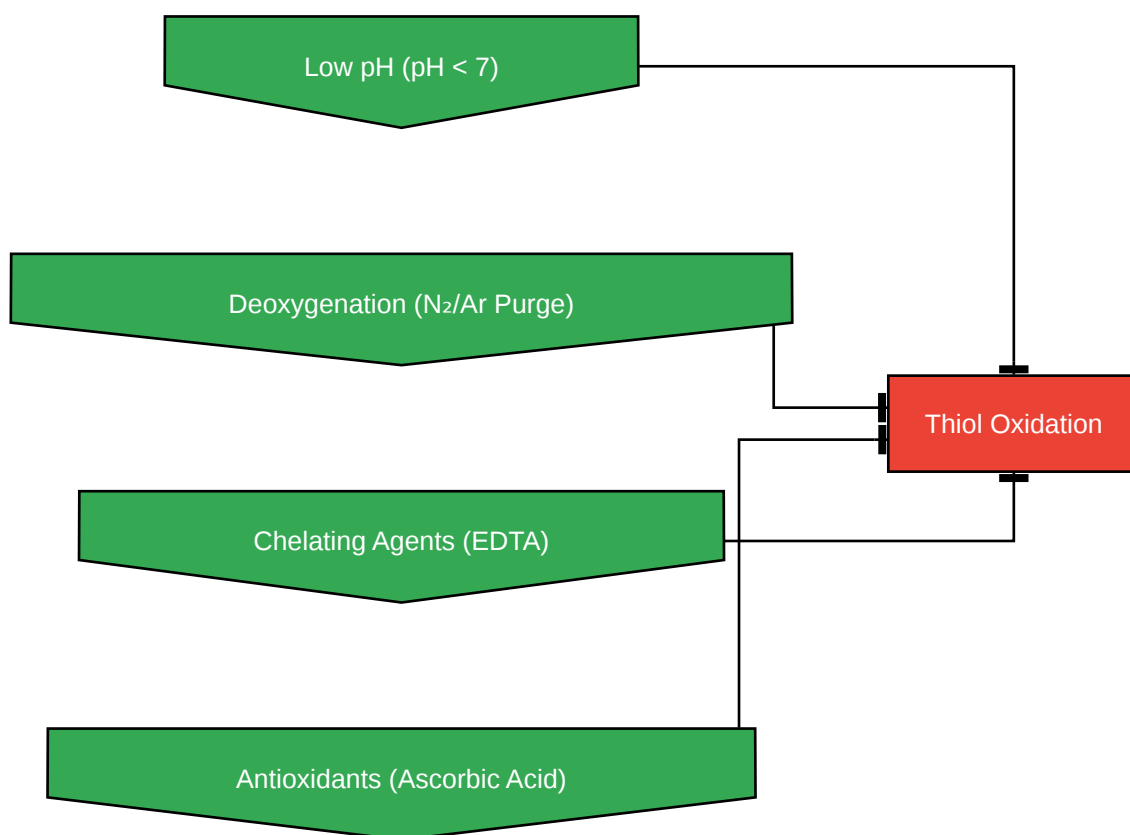 Low pH (pH < 7)
Deoxygenation (N₂/Ar Purge)
Thiol Oxidation
Chelating Agents (EDTA)
Antioxidants (Ascorbic Acid)